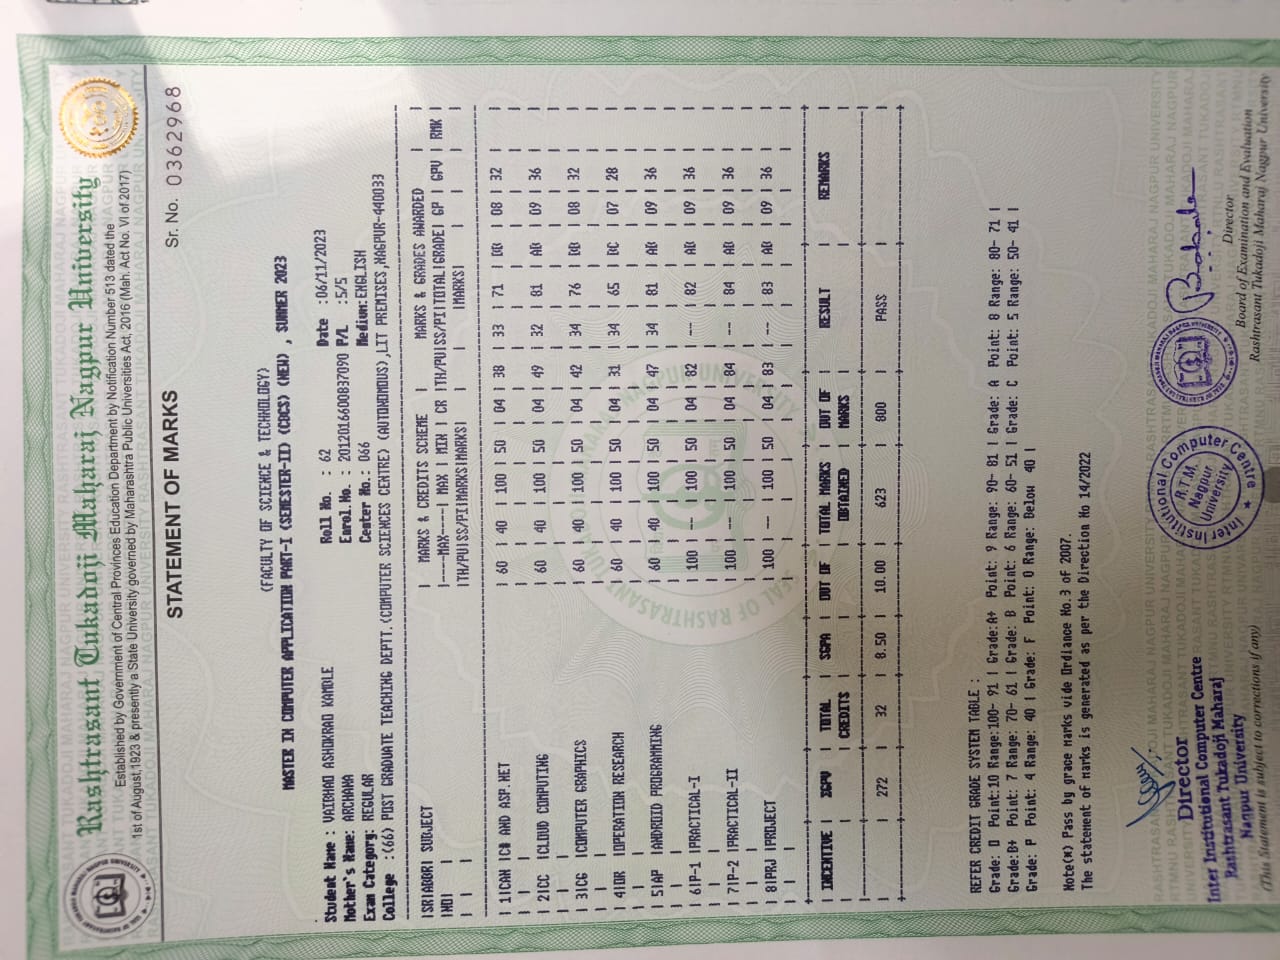 Rashtrasant Tukadoji Maharaj Nagpur University
Established by Government of Central Provinces Education Department by Notification Number 513 dated the
1st of August,1923 & presently a State University governed by Maharashtra Public Universities Act, 2016 (Mah. Act No. VI of 2017)
STATEMENT OF MARKS
Sr. No. 0362968
(FACULTY OF SCIENCE & TECHNOLOGY)
MASTER IN COMPUTER APPLICATION PART-I (SEMESTER-II) (CBCS) (NEW) , SUMMER 2023
Student Name : VAIBHAO ASHOKRAO KAMBLE Roll No. : 62 Date :06/11/2023
Mother's Name: ARCHANA Enrol.No. : 2012016600837090 P/L :5/5
Exam Category: REGULAR Center No.: 066 Medium:ENGLISH
College :(66) POST GRADUATE TEACHING DEPTT.(COMPUTER SCIENCES CENTRE) (AUTONOMOUS),LIT PREMISES,NAGPUR-440033
|SR|ABBR| SUBJECT | MARKS & CREDITS SCHEME | MARKS & GRADES AWARDED | |
|NO| | |----MAX----| MAX | MIN | CR |TH/PU|SS/PI|TOTAL|GRADE| GP | GPV | RMK |
| | | |TH/PU|SS/PI|MARKS|MARKS| | | |MARKS| | | | |
| 1|CAN |C# AND ASP.NET | 60 | 40 | 100 | 50 | 04 | 38 | 33 | 71 | BB | 08 | 32 | |
| 2|CC |CLOUD COMPUTING | 60 | 40 | 100 | 50 | 04 | 49 | 32 | 81 | AB | 09 | 36 | |
| 3|CG |COMPUTER GRAPHICS | 60 | 40 | 100 | 50 | 04 | 42 | 34 | 76 | BB | 08 | 32 | |
| 4|OR |OPERATION RESEARCH | 60 | 40 | 100 | 50 | 04 | 31 | 34 | 65 | BC | 07 | 28 | |
| 5|AP |ANDROID PROGRAMMING | 60 | 40 | 100 | 50 | 04 | 47 | 34 | 81 | AB | 09 | 36 | |
| 6|P-1 |PRACTICAL-I | 100 | -- | 100 | 50 | 04 | 82 | -- | 82 | AB | 09 | 36 | |
| 7|P-2 |PRACTICAL-II | 100 | -- | 100 | 50 | 04 | 84 | -- | 84 | AB | 09 | 36 | |
| 8|PRJ |PROJECT | 100 | -- | 100 | 50 | 04 | 83 | -- | 83 | AB | 09 | 36 | |
| INCENTIVE | ΣGPV | TOTAL | SGPA | OUT OF | TOTAL MARKS | OUT OF | RESULT | REMARKS |
| | | CREDITS | | | OBTAINED | MARKS | | |
| | 272 | 32 | 8.50 | 10.00 | 623 | 800 | PASS | |
REFER CREDIT GRADE SYSTEM TABLE :
Grade: O Point:10 Range:100- 91 | Grade:A+ Point: 9 Range: 90- 81 | Grade: A Point: 8 Range: 80- 71 |
Grade:B+ Point: 7 Range: 70- 61 | Grade: B Point: 6 Range: 60- 51 | Grade: C Point: 5 Range: 50- 41 |
Grade: P Point: 4 Range: 40 | Grade: F Point: 0 Range: Below 40 |
Note(*) Pass by grace marks vide Ordiance No.3 of 2007.
The statement of marks is generated as per the Direction No 14/2022
Director
Inter Institutional Computer Centre
Rashtrasant Tukadoji Maharaj
Nagpur University
(This Statement is subject to corrections if any)
Inter Institutional Computer Centre
R.T.M.
Nagpur
University
Director
Board of Examination and Evaluation
Rashtrasant Tukadoji Maharaj Nagpur University